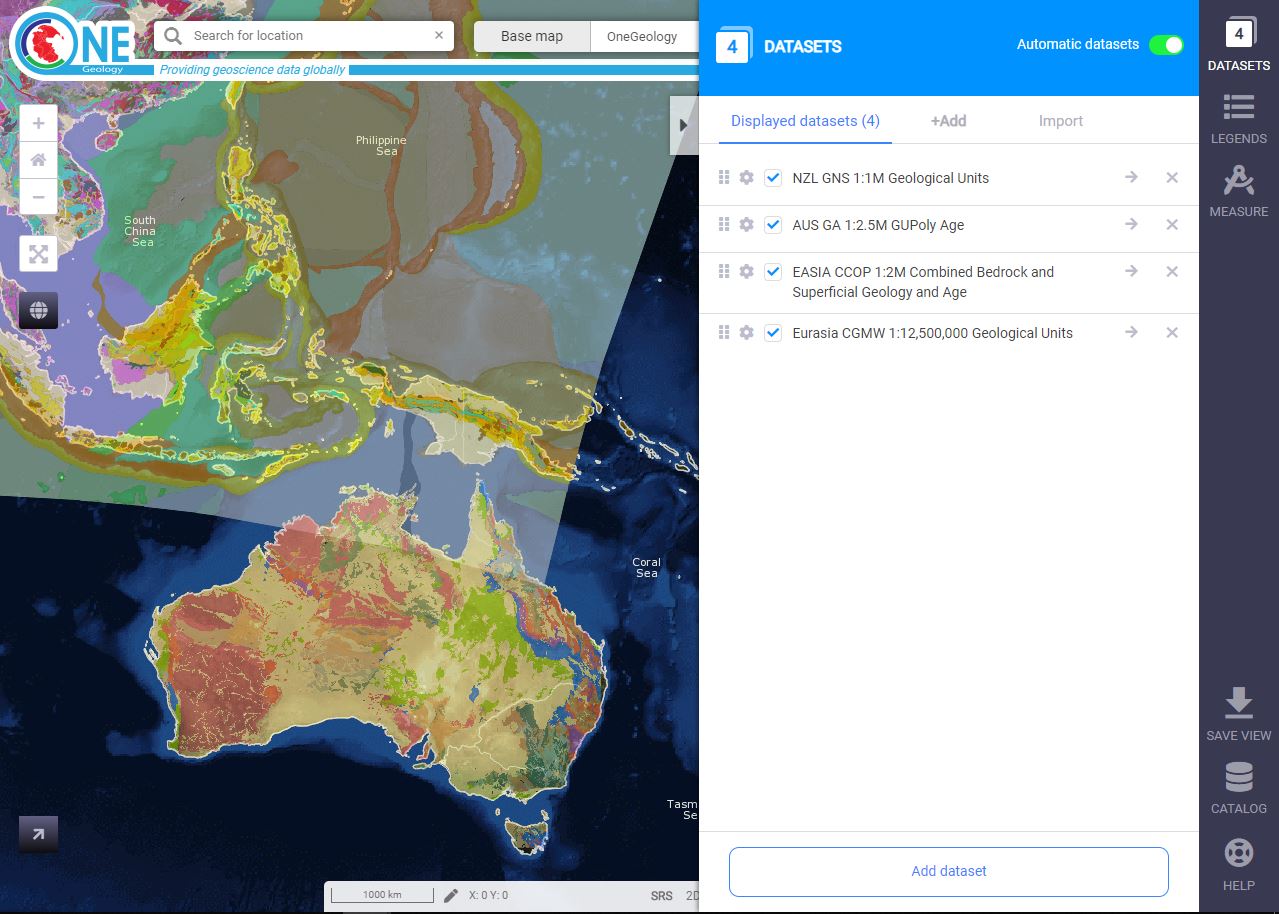 ONE
Geology
Providing geoscience data globally
Search for location
Base map
OneGeology
4
DATASETS
Automatic datasets
Displayed datasets (4)
+Add
Import
NZL GNS 1:1M Geological Units
AUS GA 1:2.5M GUPoly Age
EASIA CCOP 1:2M Combined Bedrock and
Superficial Geology and Age
Eurasia CGMW 1:12,500,000 Geological Units
Add dataset
4
DATASETS
LEGENDS
MEASURE
SAVE VIEW
CATALOG
HELP
Philippine
Sea
South
China
Sea
Coral
Sea
Tasm
Se
1000 km
X: 0 Y: 0
SRS
2D